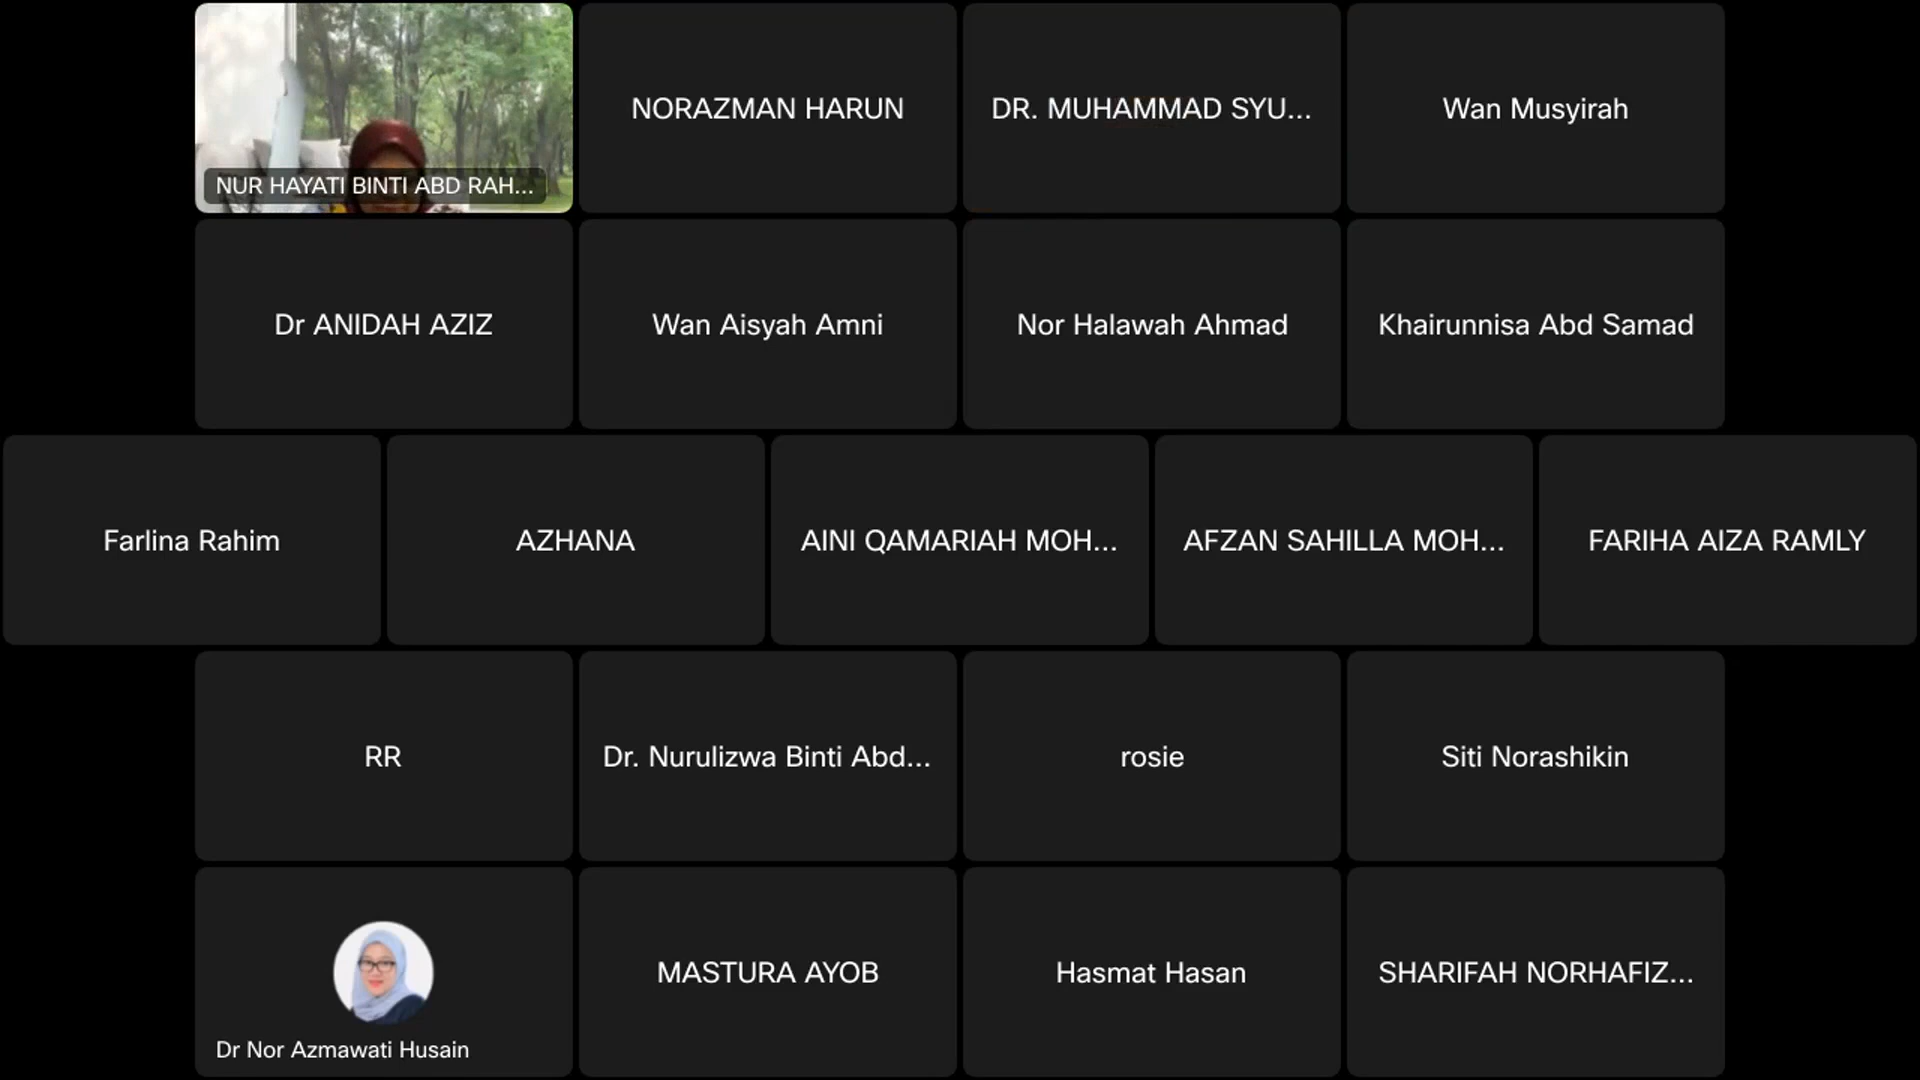 NUR HAYATI BINTI ABD RAH...
NORAZMAN HARUN
DR. MUHAMMAD SYU...
Wan Musyirah
Dr ANIDAH AZIZ
Wan Aisyah Amni
Nor Halawah Ahmad
Khairunnisa Abd Samad
Farlina Rahim
AZHANA
AINI QAMARIAH MOH...
AFZAN SAHILLA MOH...
FARIHA AIZA RAMLY
RR
Dr. Nurulizwa Binti Abd...
rosie
Siti Norashikin
Dr Nor Azmawati Husain
MASTURA AYOB
Hasmat Hasan
SHARIFAH NORHAFIZ...